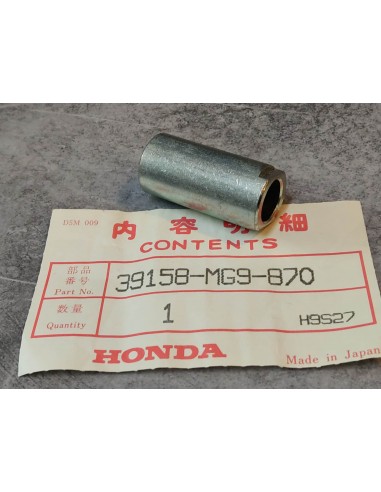 DSM 009
内容明細
CONTENTS
部品番号 Part No. 39158-MG9-870
数量 Quantity 1 H9S27
HONDA Made in Japan